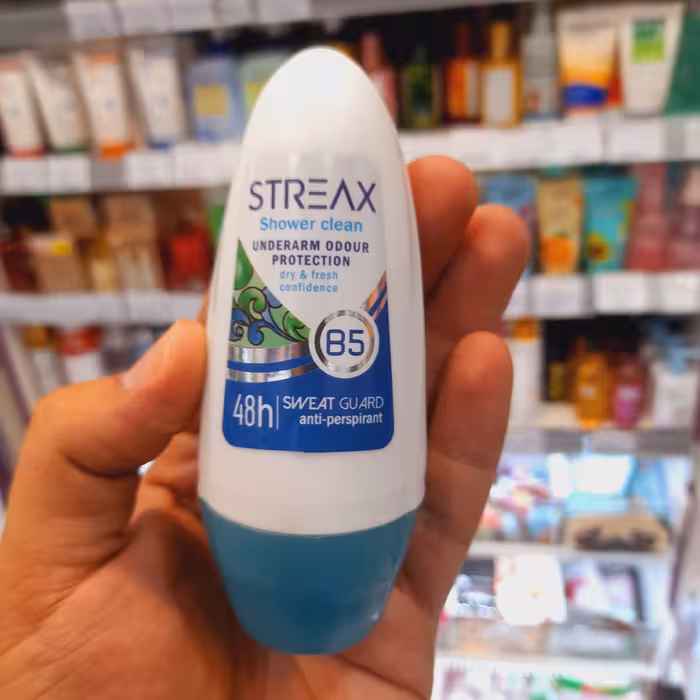 STREAX
Shower clean
UNDERARM ODOUR
PROTECTION
dry & fresh
confidence
B5
48h | SWEAT GUARD
anti-perspirant